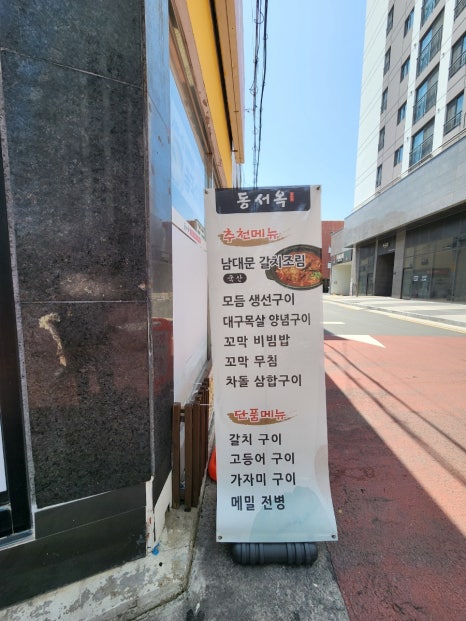 동서옥
추천메뉴
남대문 갈치조림
국산
모듬 생선구이
대구목살 양념구이
꼬막 비빔밥
꼬막 무침
차돌 삼합구이
단품메뉴
갈치 구이
고등어 구이
가자미 구이
메밀 전병